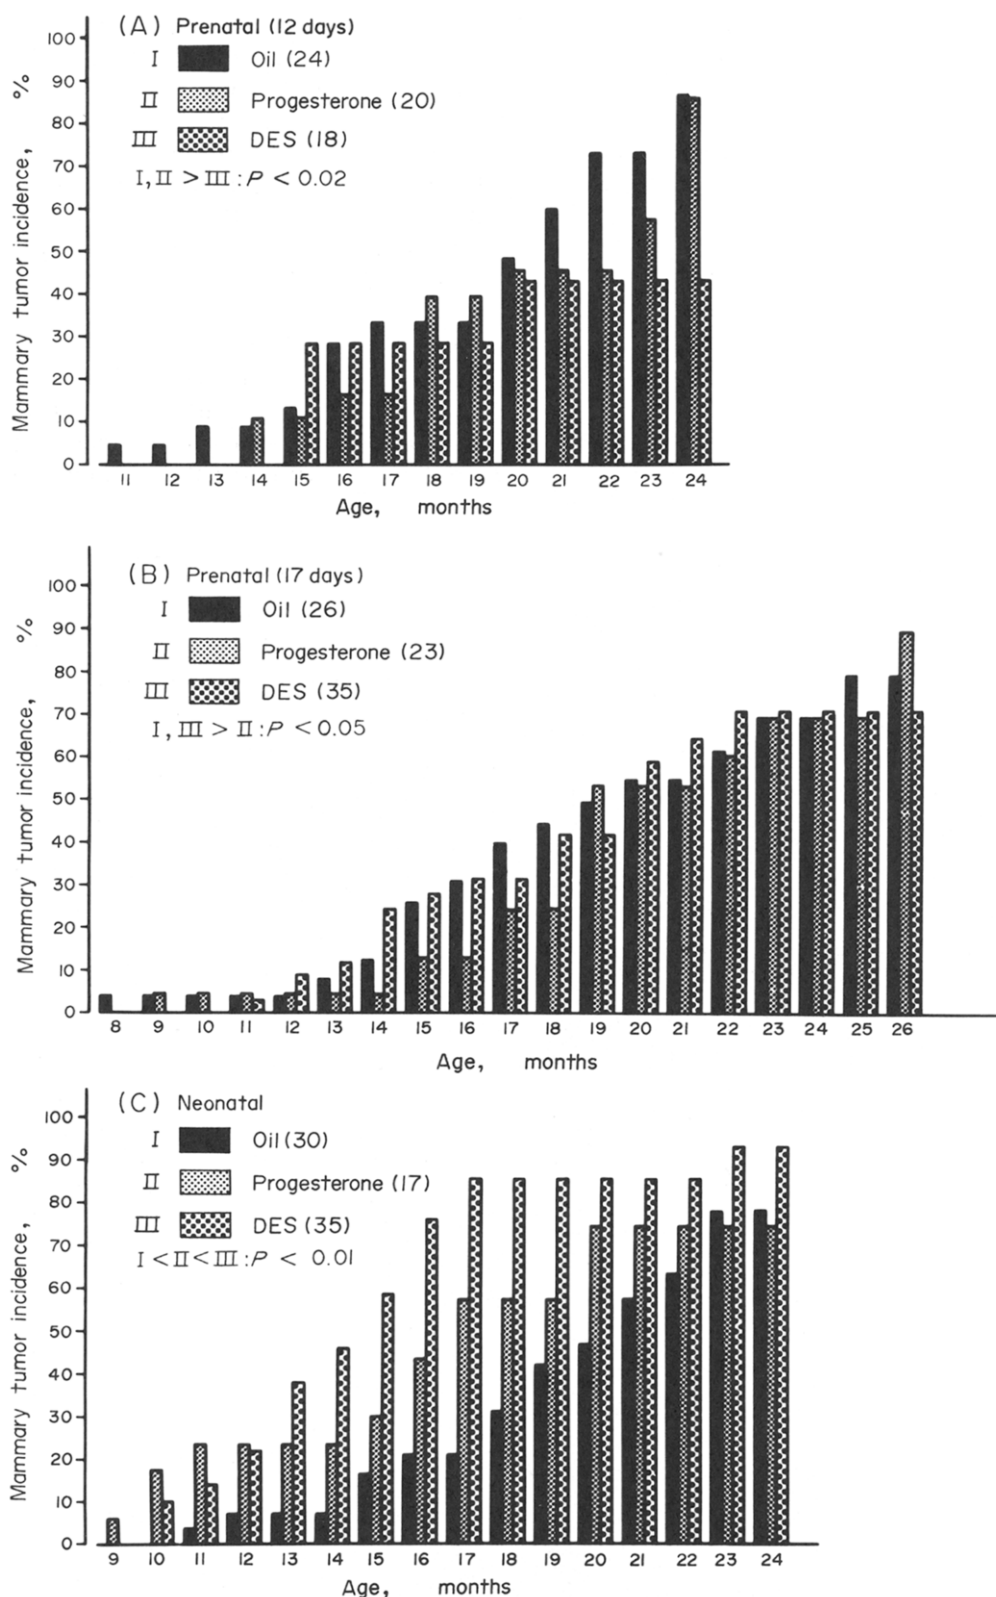 (A) Prenatal (12 days)
I Oil (24)
II Progesterone (20)
III DES (18)
I, II > III : P < 0.02
Mammary tumor incidence, %
100
90
80
70
60
50
40
30
20
10
0
11 12 13 14 15 16 17 18 19 20 21 22 23 24
Age, months
(B) Prenatal (17 days)
I Oil (26)
II Progesterone (23)
III DES (35)
I, III > II : P < 0.05
Mammary tumor incidence, %
100
90
80
70
60
50
40
30
20
10
0
8 9 10 11 12 13 14 15 16 17 18 19 20 21 22 23 24 25 26
Age, months
(C) Neonatal
I Oil (30)
II Progesterone (17)
III DES (35)
I < II < III : P < 0.01
Mammary tumor incidence, %
100
90
80
70
60
50
40
30
20
10
0
9 10 11 12 13 14 15 16 17 18 19 20 21 22 23 24
Age, months